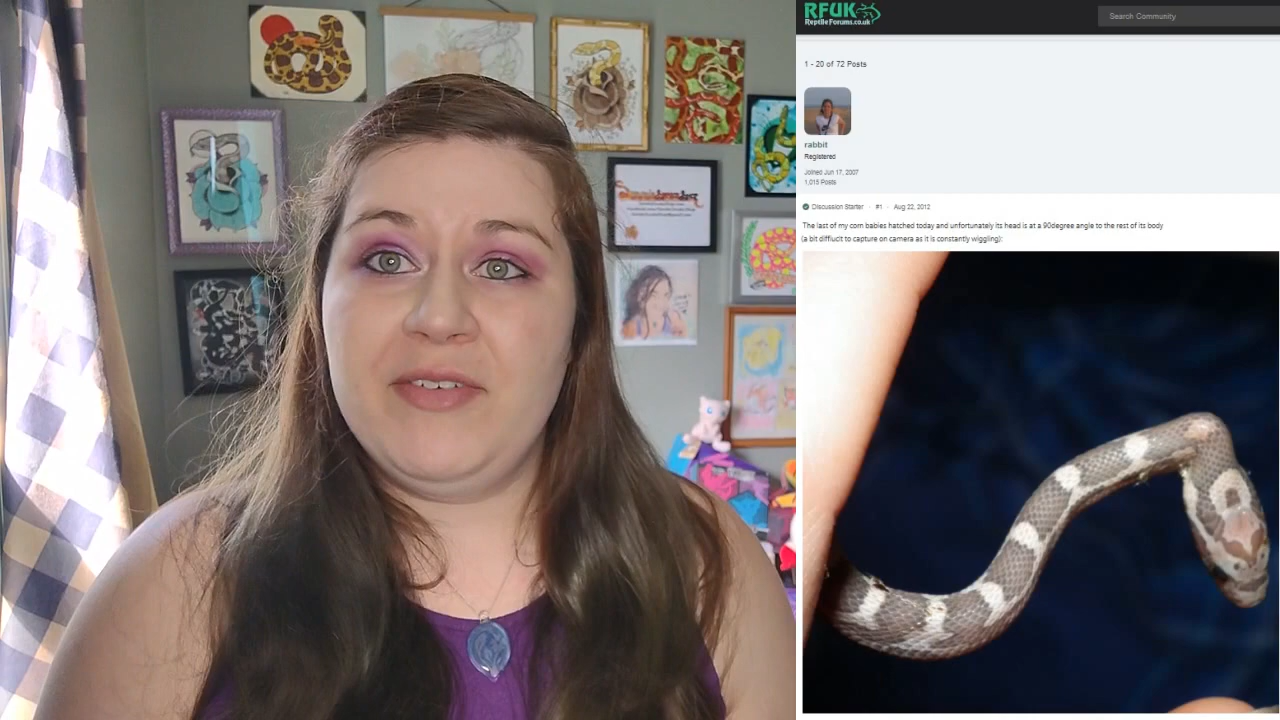 RFUK
ReptileForums.co.uk
Search Community
1 - 20 of 72 Posts
rabbit
Registered
Joined Jun 17, 2007
1,015 Posts
Discussion Starter · #1 · Aug 22, 2012
The last of my corn babies hatched today and unfortunately its head is at a 90degree angle to the rest of its body
(a bit diffiuclt to capture on camera as it is constantly wiggling):